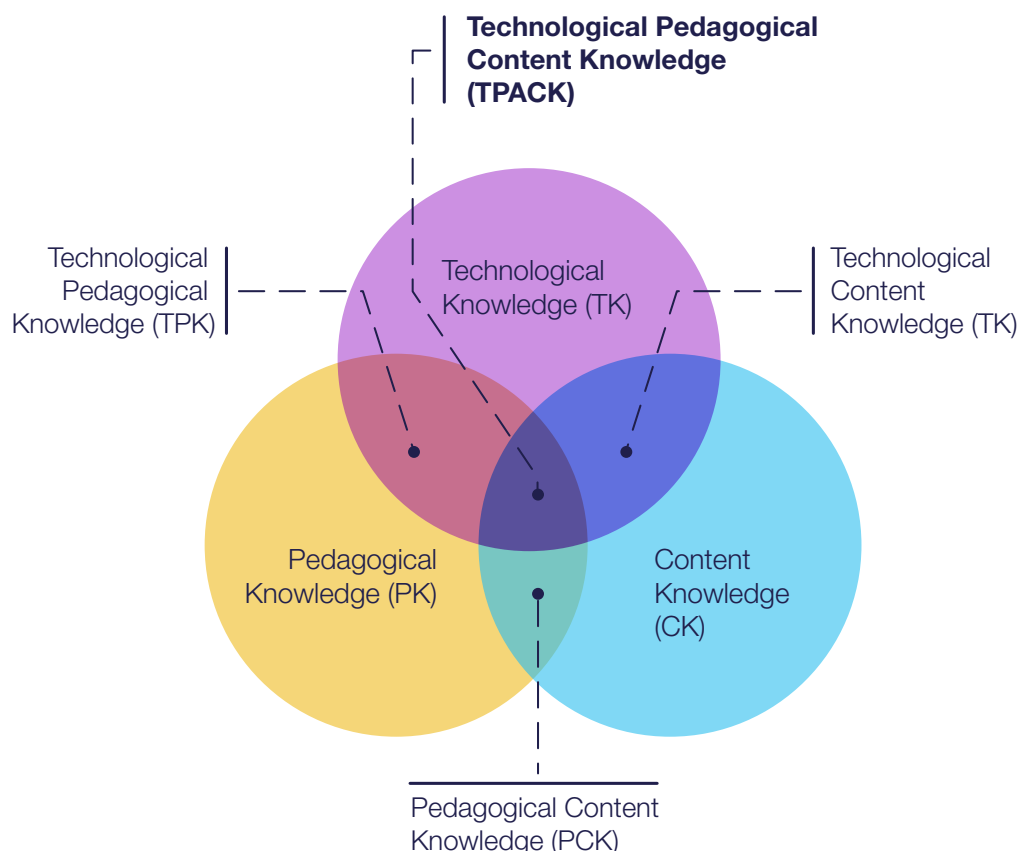 Technological Pedagogical
Content Knowledge
(TPACK)
Technological
Pedagogical
Knowledge (TPK)
Technological
Knowledge (TK)
Technological
Content
Knowledge (TK)
Pedagogical
Knowledge (PK)
Content
Knowledge
(CK)
Pedagogical Content
Knowledge (PCK)